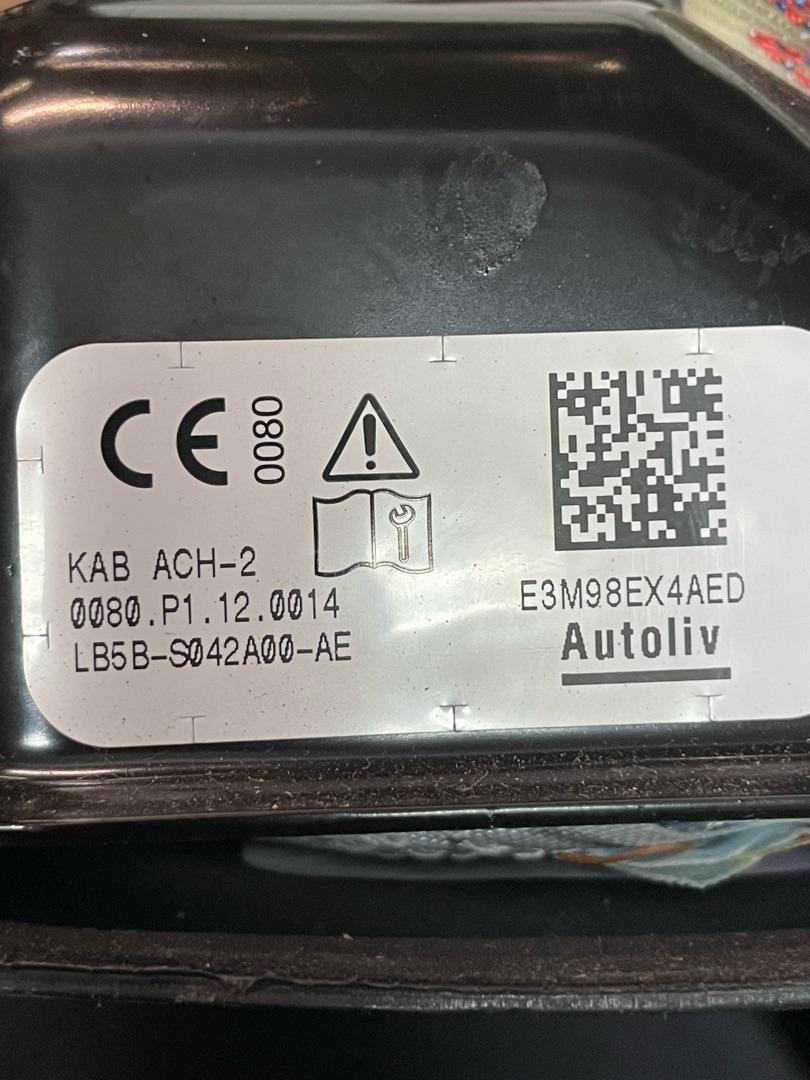 CE 0080
KAB ACH-2
0080.P1.12.0014
LB5B-S042A00-AE
E3M98EX4AED
Autoliv